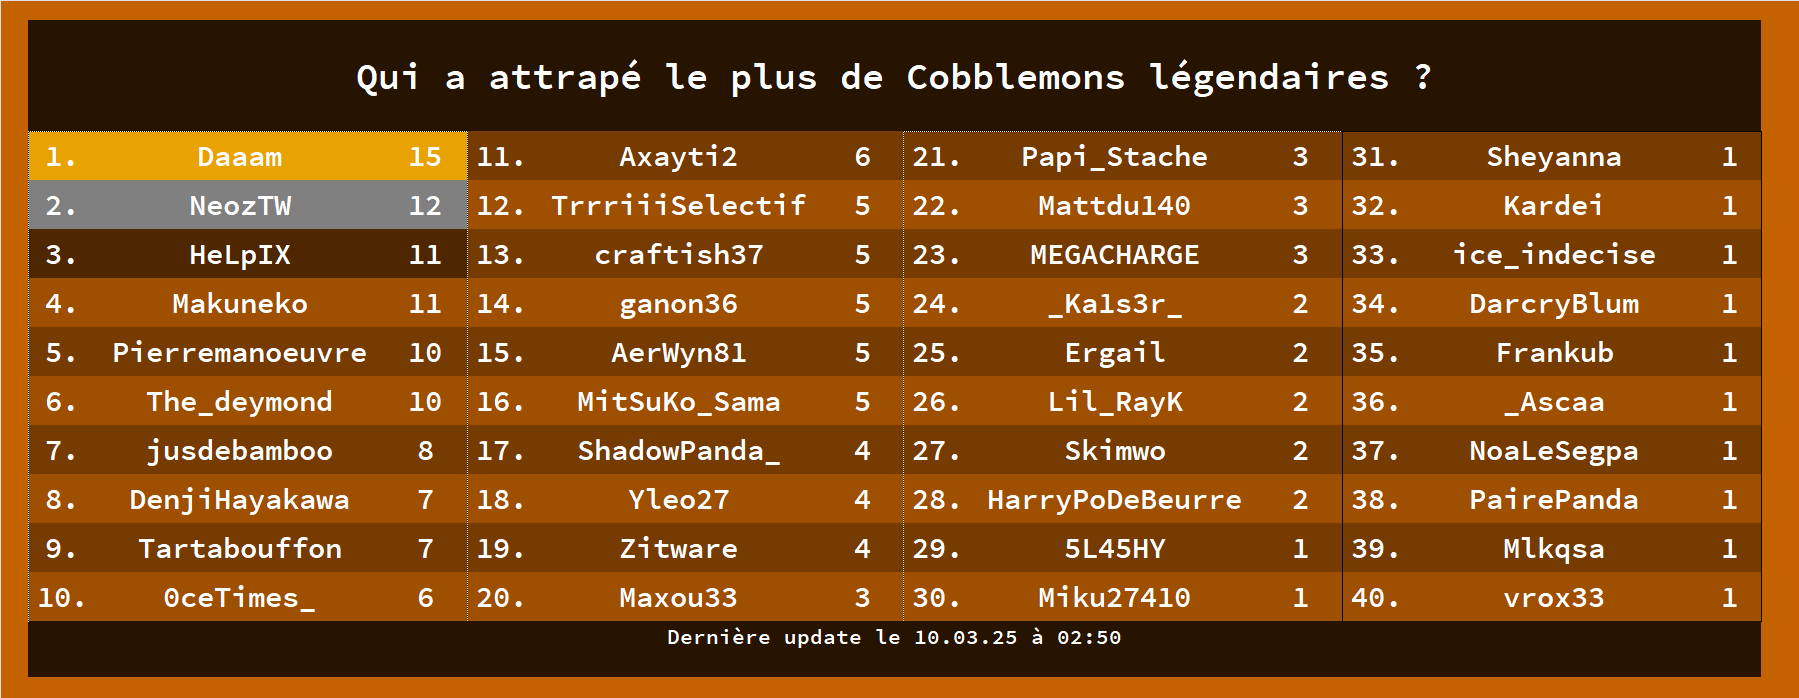 Qui a attrapé le plus de Cobblemons légendaires ?
1. Daaam 15
2. NeozTW 12
3. HeLpIX 11
4. Makuneko 11
5. Pierremanoeuvre 10
6. The_deymond 10
7. jusdebamboo 8
8. DenjiHayakawa 7
9. Tartabouffon 7
10. 0ceTimes_ 6
11. Axayti2 6
12. TrrriiiSelectif 5
13. craftish37 5
14. ganon36 5
15. AerWyn81 5
16. MitSuKo_Sama 5
17. ShadowPanda_ 4
18. Yleo27 4
19. Zitware 4
20. Maxou33 3
21. Papi_Stache 3
22. Mattdu140 3
23. MEGACHARGE 3
24. _Ka1s3r_ 2
25. Ergail 2
26. Lil_RayK 2
27. Skimwo 2
28. HarryPoDeBeurre 2
29. 5L45HY 1
30. Miku27410 1
31. Sheyanna 1
32. Kardei 1
33. ice_indecise 1
34. DarcryBlum 1
35. Frankub 1
36. _Ascaa 1
37. NoaLeSegpa 1
38. PairePanda 1
39. Mlkqsa 1
40. vrox33 1
Dernière update le 10.03.25 à 02:50